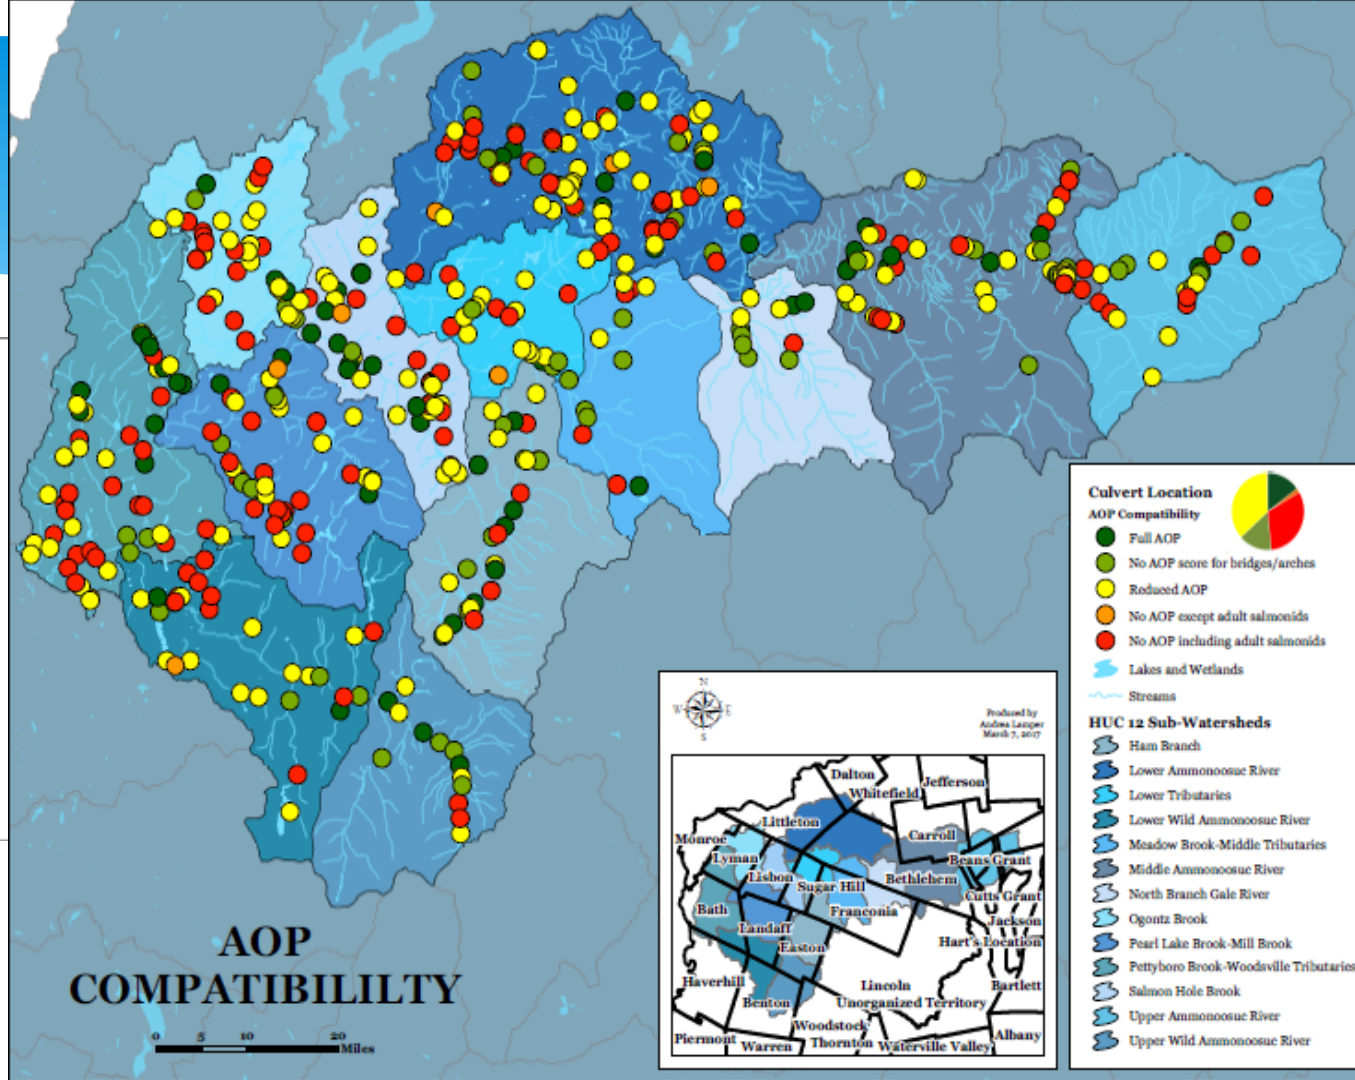 Culvert Location
AOP Compatibility
Full AOP
No AOP score for bridges/arches
Reduced AOP
No AOP except adult salmonids
No AOP including adult salmonids
Lakes and Wetlands
Streams
HUC 12 Sub-Watersheds
Ham Branch
Lower Ammonoosuc River
Lower Tributaries
Lower Wild Ammonoosuc River
Meadow Brook-Middle Tributaries
Middle Ammonoosuc River
North Branch Gale River
Ogontz Brook
Pearl Lake Brook-Mill Brook
Pettyboro Brook-Woodsville Tributaries
Salmon Hole Brook
Upper Ammonoosuc River
Upper Wild Ammonoosuc River
N
W E
S
Produced by
Andrea Lamper
March 7, 2017
Dalton
Jefferson
Whitefield
Littleton
Carroll
Monroe
Lyman
Beans Grant
Lisbon
Sugar Hill
Bethlehem
Cutts Grant
Bath
Franconia
Jackson
Landaff
Hart's Location
Easton
Haverhill
Lincoln
Bartlett
Benton
Unorganized Territory
Woodstock
Piermont
Warren
Thornton
Waterville Valley
Albany
AOP
COMPATIBILILTY
0 5 10 20
Miles